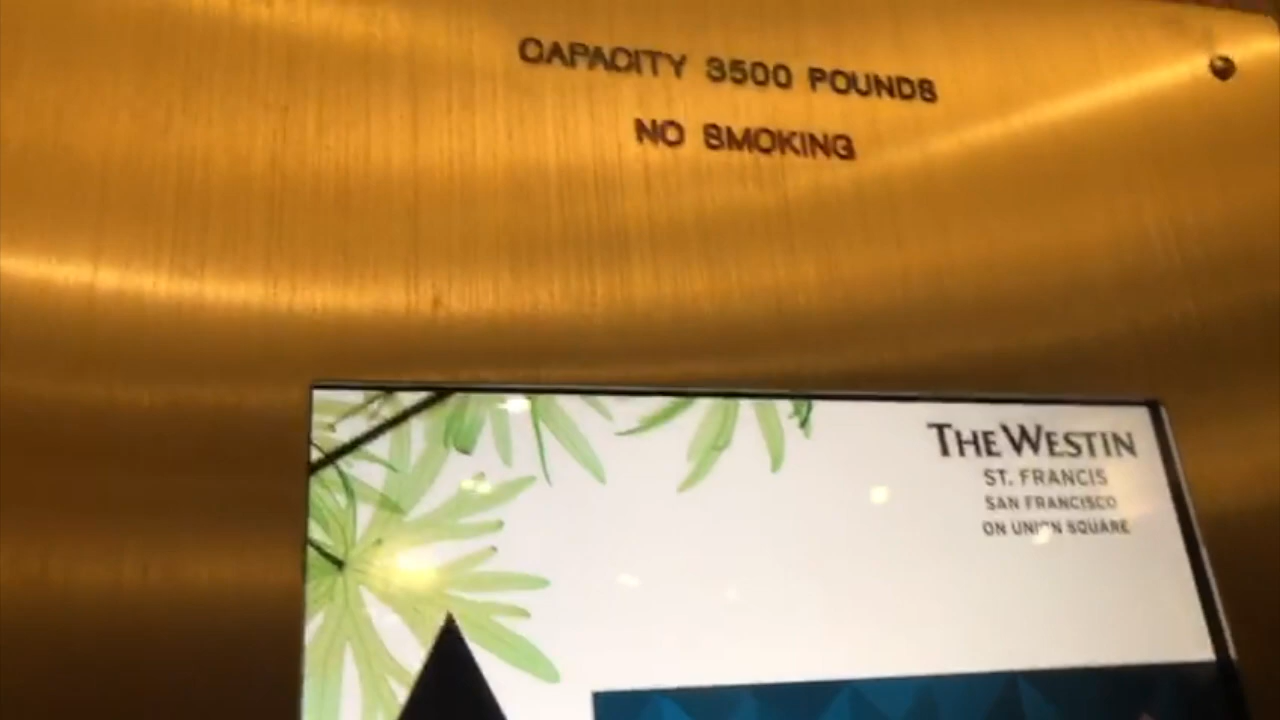 CAPACITY 3500 POUNDS
NO SMOKING
THE WESTIN
ST. FRANCIS
SAN FRANCISCO
ON UNION SQUARE